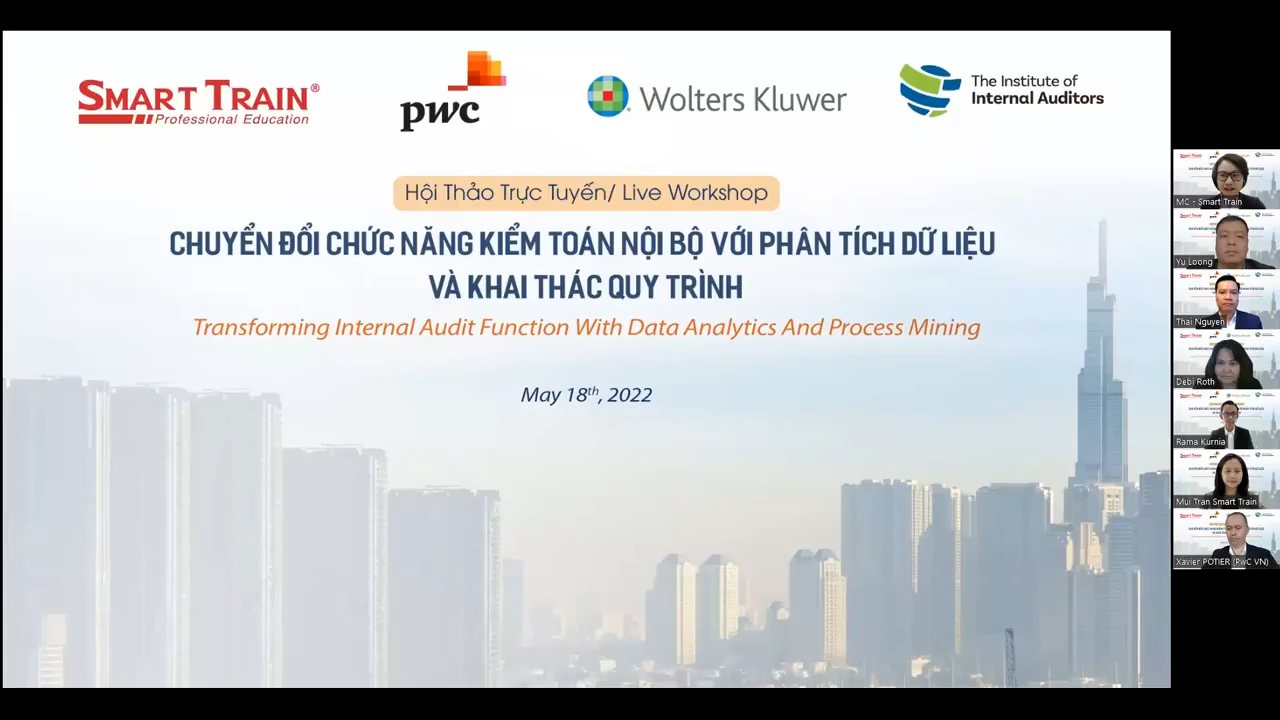 SMART TRAIN®
Professional Education
pwc
Wolters Kluwer
The Institute of
Internal Auditors
Hội Thảo Trực Tuyến/ Live Workshop
CHUYỂN ĐỔI CHỨC NĂNG KIỂM TOÁN NỘI BỘ VỚI PHÂN TÍCH DỮ LIỆU
VÀ KHAI THÁC QUY TRÌNH
Transforming Internal Audit Function With Data Analytics And Process Mining
May 18th, 2022
MC - Smart Train
Yu Loong
Thai Nguyen
Debi Roth
Rama Kurnia
Mui Tran Smart Train
Xavier POTIER (PwC VN)